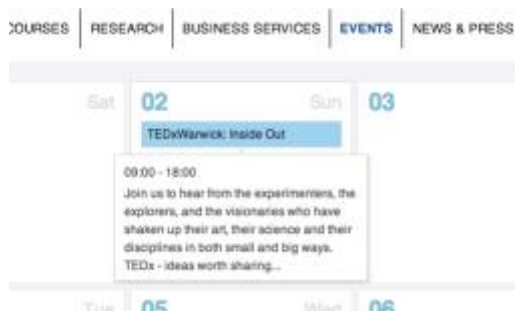 COURSES RESEARCH BUSINESS SERVICES EVENTS NEWS & PRESS
Sat 02 Sun 03
TEDxWarwick: Inside Out
09:00 - 18:00
Join us to hear from the experimenters, the
explorers, and the visionaries who have
shaken up their art, their science and their
disciplines in both small and big ways.
TEDx - ideas worth sharing...
Tue 05 Wed 06